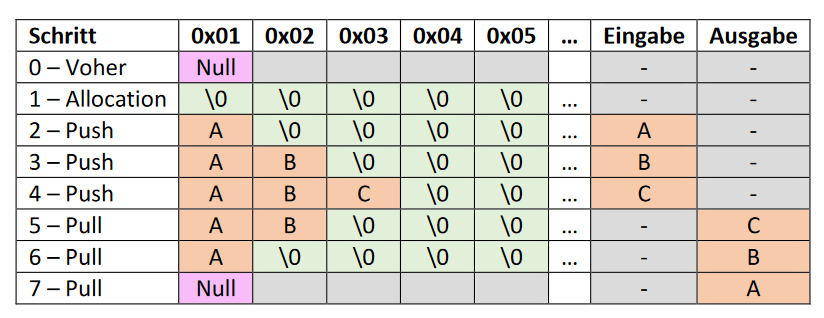 Schritt 0x01 0x02 0x03 0x04 0x05 ... Eingabe Ausgabe
0 – Voher Null - -
1 – Allocation \0 \0 \0 \0 \0 ... - -
2 – Push A \0 \0 \0 \0 ... A -
3 – Push A B \0 \0 \0 ... B -
4 – Push A B C \0 \0 ... C -
5 – Pull A B \0 \0 \0 ... - C
6 – Pull A \0 \0 \0 \0 ... - B
7 – Pull Null - A